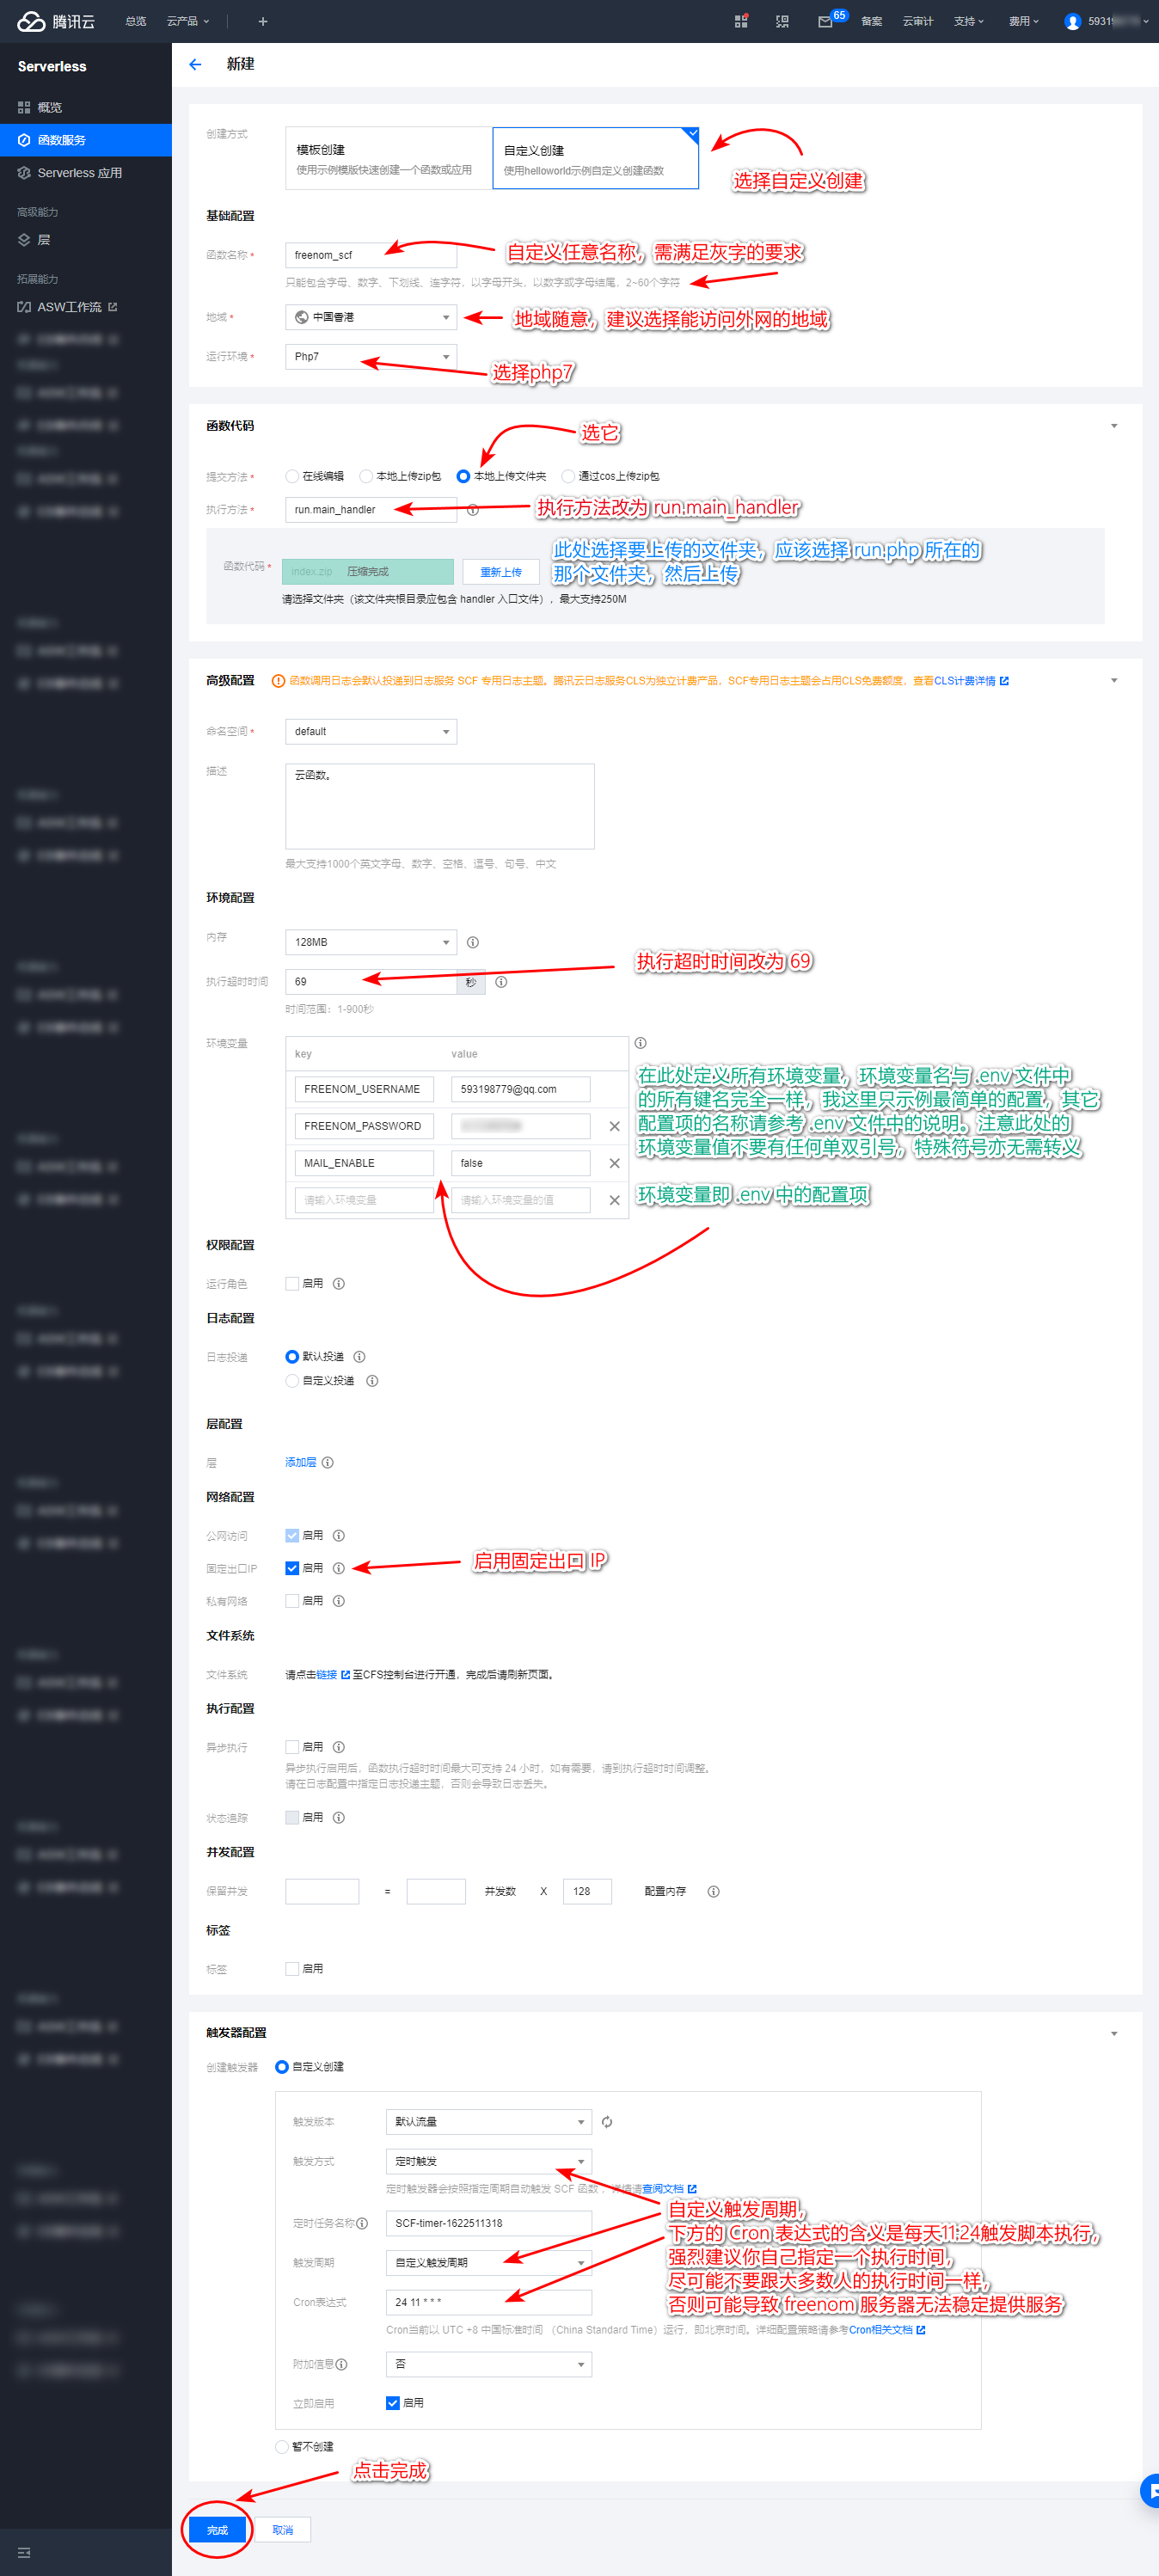 腾讯云 总览 云产品 + 65 备案 云审计 支持 费用 5931
Serverless
概览
函数服务
Serverless 应用
高级能力
层
拓展能力
ASW工作流
新建
创建方式
模板创建
使用示例模版快速创建一个函数或应用
自定义创建
使用helloworld示例自定义创建函数
选择自定义创建
基础配置
函数名称 * freenom_scf
自定义任意名称，需满足灰字的要求
只能包含字母、数字、下划线、连字符，以字母开头，以数字或字母结尾，2~60个字符
地域 * 中国香港
地域随意，建议选择能访问外网的地域
运行环境 * Php7
选择php7
函数代码
选它
提交方法 * 在线编辑 本地上传zip包 本地上传文件夹 通过cos上传zip包
执行方法 * run.main_handler
执行方法改为 run.main_handler
此处选择要上传的文件夹，应该选择 run.php 所在的
那个文件夹，然后上传
函数代码 * index.zip 压缩完成 重新上传
请选择文件夹（该文件夹根目录应包含 handler 入口文件），最大支持250M
高级配置 函数调用日志会默认投递到日志服务 SCF 专用日志主题。腾讯云日志服务CLS为独立计费产品，SCF专用日志主题会占用CLS免费额度，查看CLS计费详情
命名空间 * default
描述 云函数。
最大支持1000个英文字母、数字、空格、逗号、句号、中文
环境配置
内存 128MB
执行超时时间改为 69
执行超时时间 69 秒
时间范围：1-900秒
环境变量 key value
FREENOM_USERNAME 593198779@qq.com
FREENOM_PASSWORD
MAIL_ENABLE false
请输入环境变量 请输入环境变量的值
在此处定义所有环境变量，环境变量名与 .env 文件中
的所有键名完全一样，我这里只示例最简单的配置，其它
配置项的名称请参考 .env 文件中的说明。注意此处的
环境变量值不要有任何单双引号，特殊符号亦无需转义
环境变量即 .env 中的配置项
权限配置
运行角色 启用
日志配置
日志投递 默认投递
自定义投递
层配置
层 添加层
网络配置
公网访问 启用
固定出口IP 启用
启用固定出口 IP
私有网络 启用
文件系统
文件系统 请点击链接 至CFS控制台进行开通，完成后请刷新页面。
执行配置
异步执行 启用
异步执行启用后，函数执行超时时间最大可支持 24 小时，如有需要，请到执行超时时间调整。
请在日志配置中指定日志投递主题，否则会导致日志丢失。
状态追踪 启用
并发配置
保留并发 = 并发数 X 128 配置内存
标签
标签 启用
触发器配置
创建触发器 自定义创建
触发版本 默认流量
触发方式 定时触发
定时触发器会按照指定周期自动触发 SCF 函数，详情请查阅文档
定时任务名称 SCF-timer-1622511318
触发周期 自定义触发周期
Cron表达式 24 11 * * *
自定义触发周期，
下方的 Cron 表达式的含义是每天11:24触发脚本执行，
强烈建议你自己指定一个执行时间，
尽可能不要跟大多数人的执行时间一样，
否则可能导致 freenom 服务器无法稳定提供服务
Cron当前以 UTC +8 中国标准时间 （China Standard Time）运行，即北京时间。详细配置策略请参考Cron相关文档
附加信息 否
立即启用 启用
暂不创建
点击完成
完成 取消